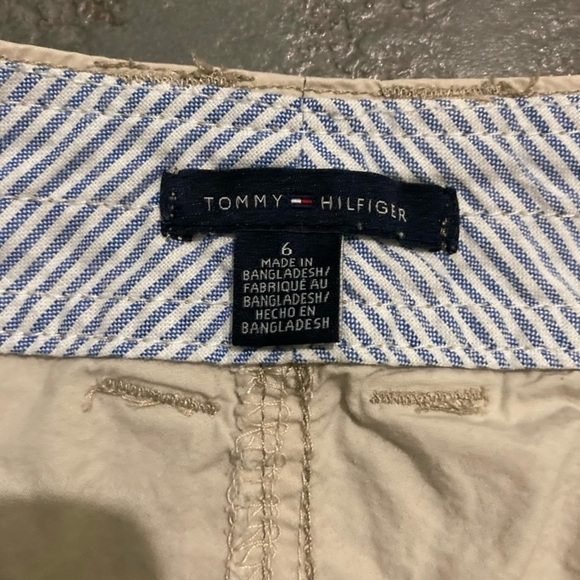 TOMMY HILFIGER
6
MADE IN
BANGLADESH/
FABRIQUÉ AU
BANGLADESH/
HECHO EN
BANGLADESH